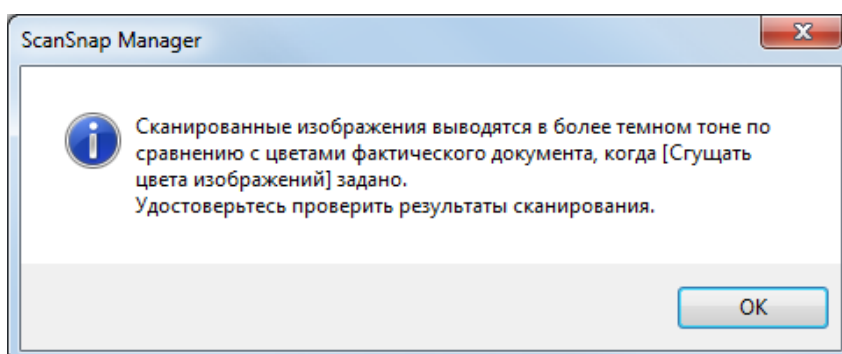 ScanSnap Manager
Сканированные изображения выводятся в более темном тоне по
сравнению с цветами фактического документа, когда [Сгущать
цвета изображений] задано.
Удостоверьтесь проверить результаты сканирования.
OK